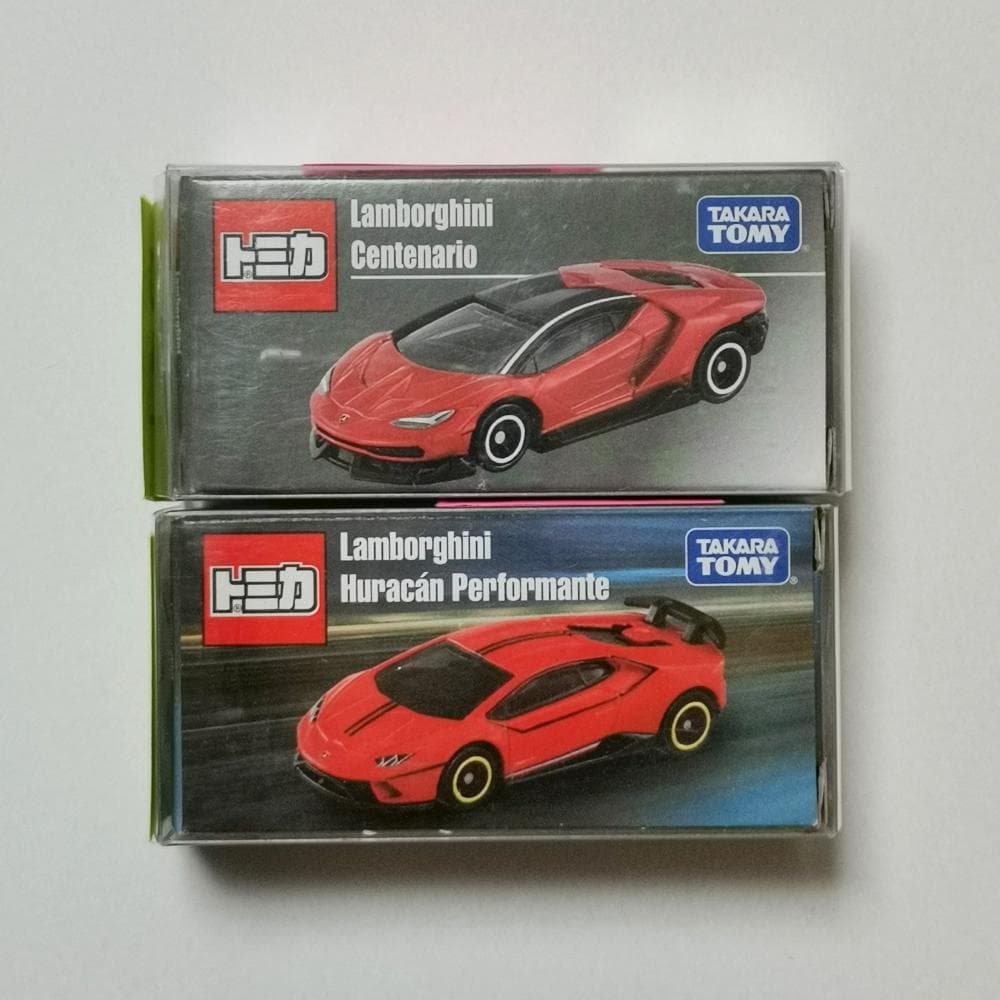 トミカ
®
Lamborghini
Centenario
TAKARA
TOMY
トミカ
®
Lamborghini
Huracán Performante
TAKARA
TOMY
®